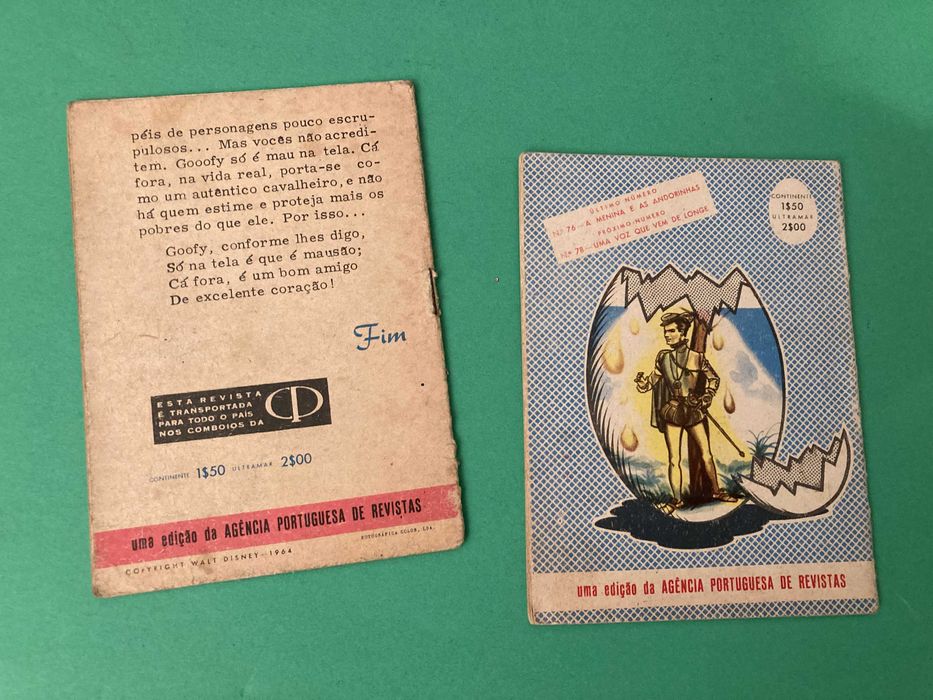 péis de personagens pouco escru-
pulosos... Mas vocês não acredi-
tem. Gooofy só é mau na tela. Cá
fora, na vida real, porta-se co-
mo um autêntico cavalheiro, e não
há quem estime e proteja mais os
pobres do que ele. Por isso...
Goofy, conforme lhes digo,
Só na tela é que é mausão;
Cá fora, é um bom amigo
De excelente coração!
Fim
ESTA REVISTA
É TRANSPORTADA
PARA TODO O PAÍS
NOS COMBOIOS DA
CP
CONTINENTE 1$50 ULTRAMAR 2$00
uma edição da AGÊNCIA PORTUGUESA DE REVISTAS
COPYRIGHT WALT DISNEY—1964
ROTOGRÁFICA COLOR, LDA.
ÚLTIMO NÚMERO
N.º 76—A MENINA E AS ANDORINHAS
PRÓXIMO NÚMERO
N.º 78—UMA VOZ QUE VEM DE LONGE
CONTINENTE
1$50
ULTRAMAR
2$00
uma edição da AGÊNCIA PORTUGUESA DE REVISTAS